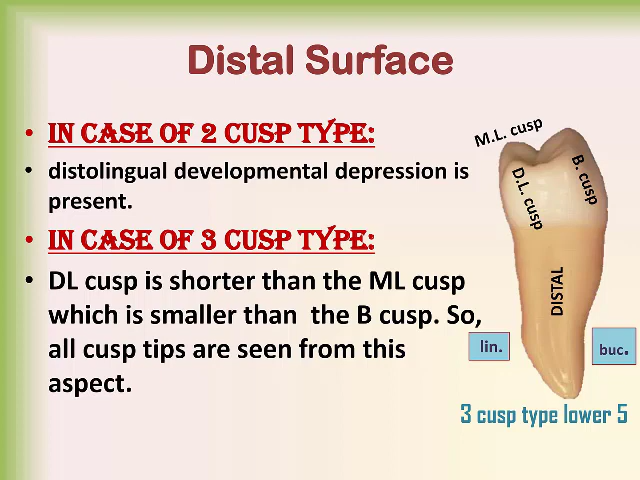 Distal Surface
• IN CASE OF 2 CUSP TYPE:
• distolingual developmental depression is
present.
• IN CASE OF 3 CUSP TYPE:
• DL cusp is shorter than the ML cusp
which is smaller than the B cusp. So,
all cusp tips are seen from this
aspect.
M.L. cusp
B. cusp
D.L. cusp
DISTAL
lin.
buc.
3 cusp type lower 5